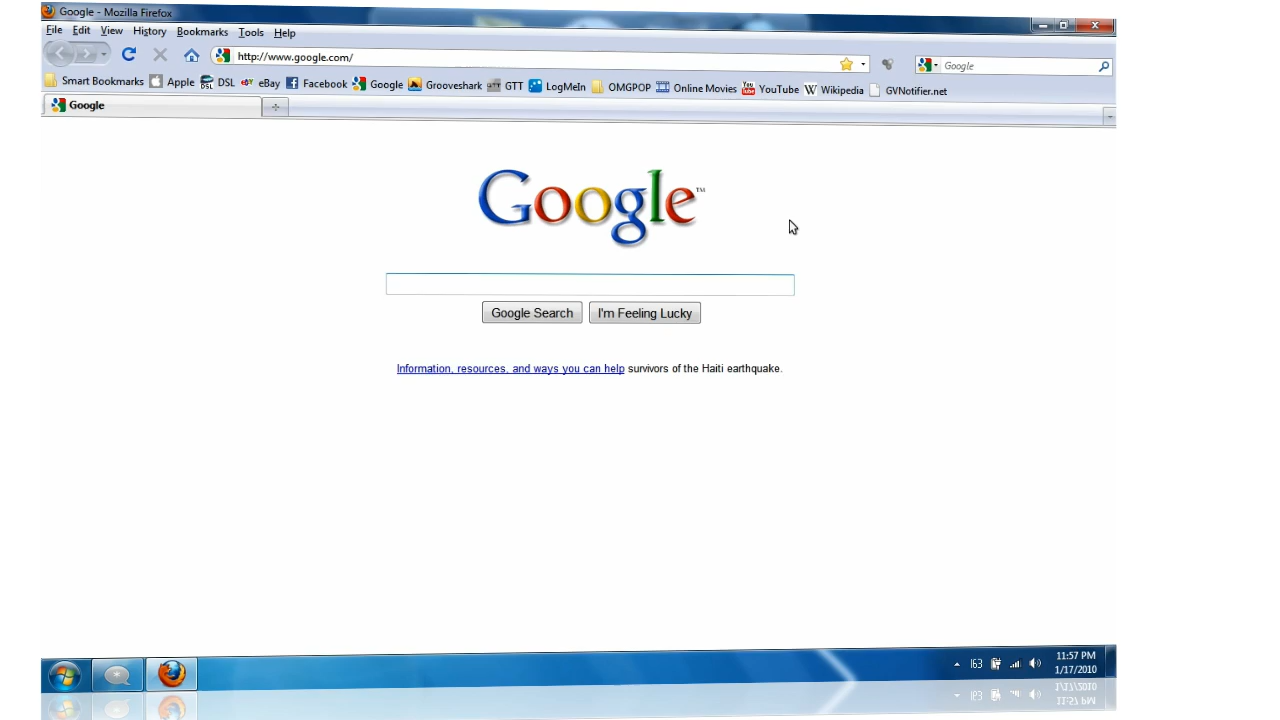 Google - Mozilla Firefox
File Edit View History Bookmarks Tools Help
http://www.google.com/
Google
Smart Bookmarks Apple DSL eBay Facebook Google Grooveshark GTT LogMeIn OMGPOP Online Movies YouTube Wikipedia GVNotifier.net
Google
Google™
Google Search I'm Feeling Lucky
Information, resources, and ways you can help survivors of the Haiti earthquake.
163 11:57 PM
1/17/2010